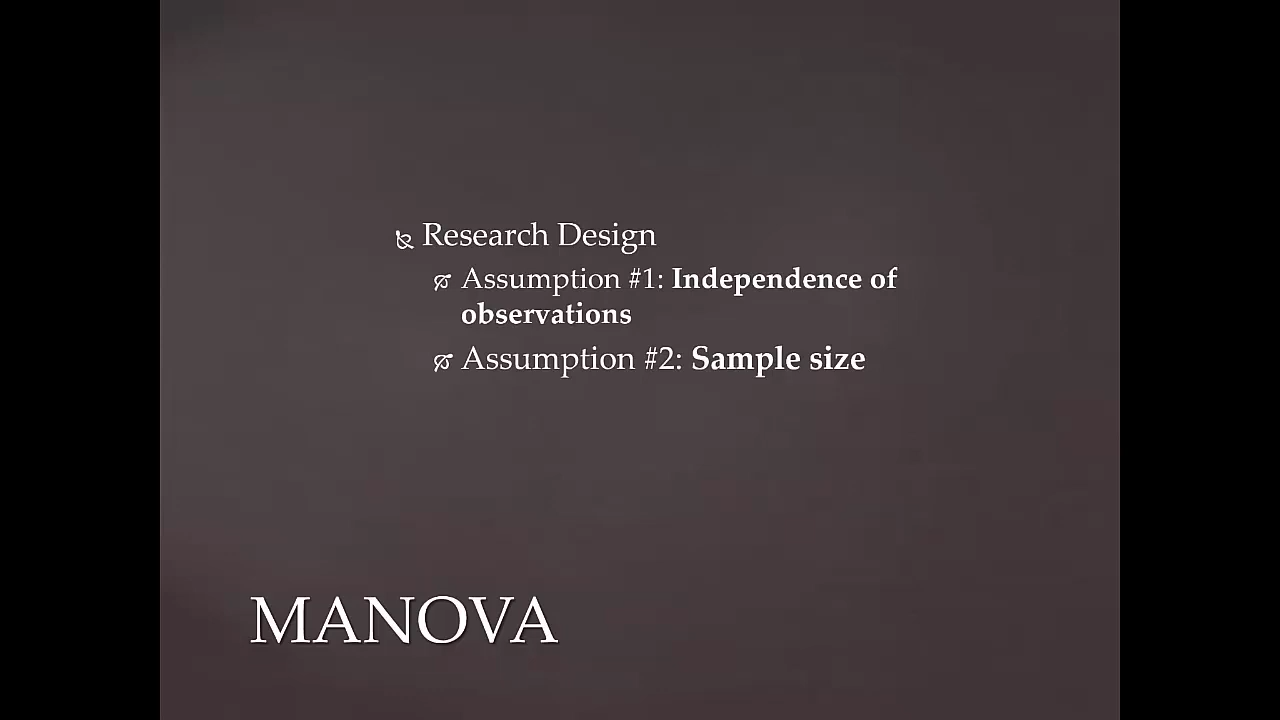 Research Design
Assumption #1: Independence of
observations
Assumption #2: Sample size
MANOVA